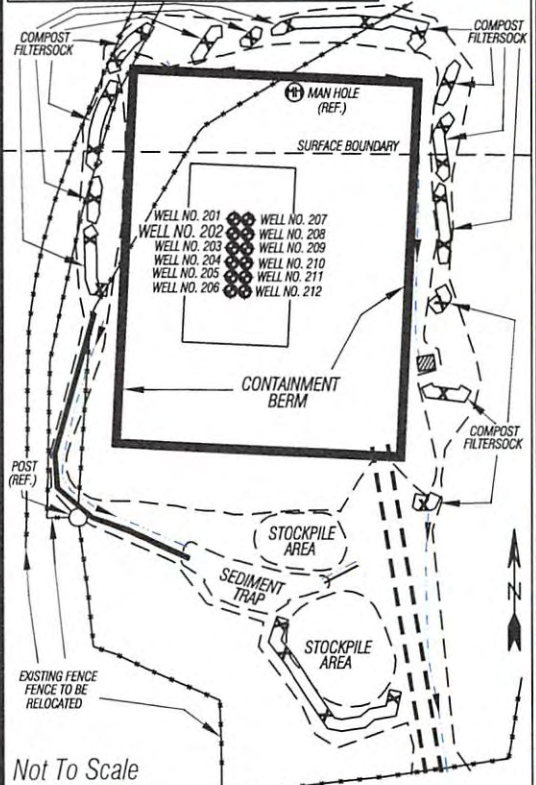 COMPOST
FILTERSOCK
COMPOST
FILTERSOCK
MH
MAN HOLE
(REF.)
SURFACE BOUNDARY
WELL NO. 201
WELL NO. 202
WELL NO. 203
WELL NO. 204
WELL NO. 205
WELL NO. 206
WELL NO. 207
WELL NO. 208
WELL NO. 209
WELL NO. 210
WELL NO. 211
WELL NO. 212
CONTAINMENT
BERM
COMPOST
FILTERSOCK
POST
(REF.)
STOCKPILE
AREA
SEDIMENT
TRAP
STOCKPILE
AREA
N
EXISTING FENCE
FENCE TO BE
RELOCATED
Not To Scale